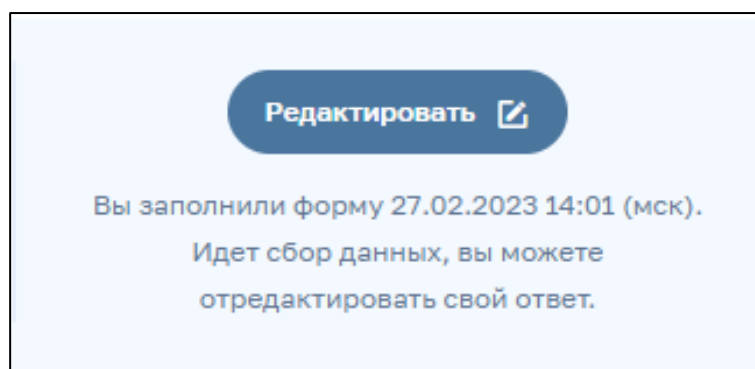 Редактировать
Вы заполнили форму 27.02.2023 14:01 (мск).
Идет сбор данных, вы можете
отредактировать свой ответ.